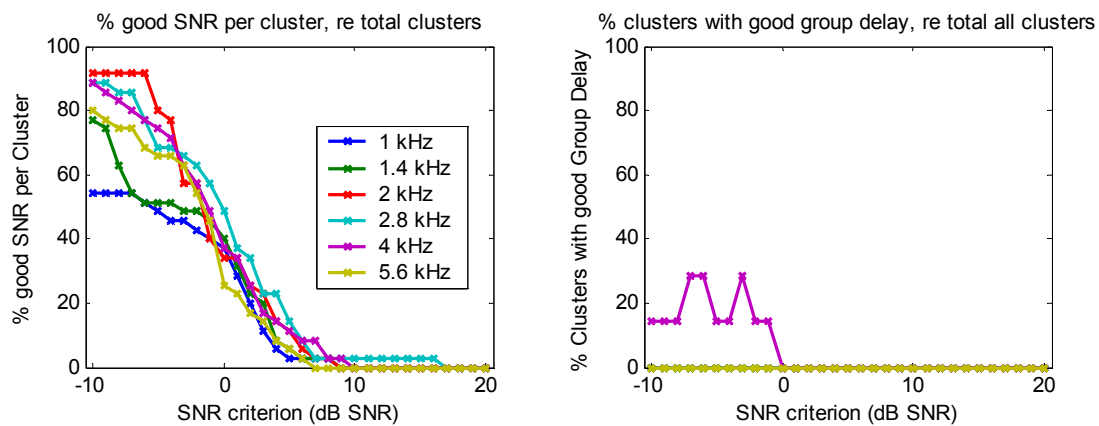 % good SNR per cluster, re total clusters
100
80
60
40
20
0
-10
0
10
20
% good SNR per Cluster
SNR criterion (dB SNR)
1 kHz
1.4 kHz
2 kHz
2.8 kHz
4 kHz
5.6 kHz
% clusters with good group delay, re total all clusters
100
80
60
40
20
0
-10
0
10
20
% Clusters with good Group Delay
SNR criterion (dB SNR)